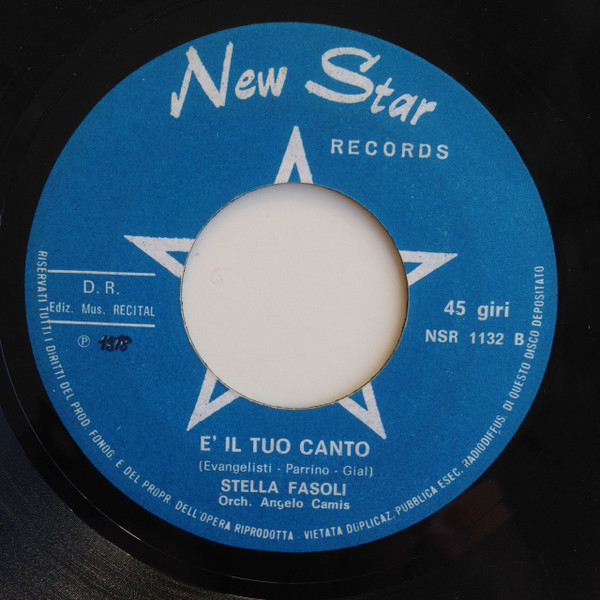 New Star
RECORDS
D. R.
Ediz. Mus. RECITAL
℗ 1978
45 giri
NSR 1132 B
E' IL TUO CANTO
(Evangelisti - Parrino - Gial)
STELLA FASOLI
Orch. Angelo Camis
RISERVATI TUTTI I DIRITTI DEL PROD. FONOG. E DEL PROPR. DELL'OPERA RIPRODOTTA - VIETATA DUPLICAZ. PUBBLICA ESEC. RADIODIFFUS. DI QUESTO DISCO DEPOSITATO